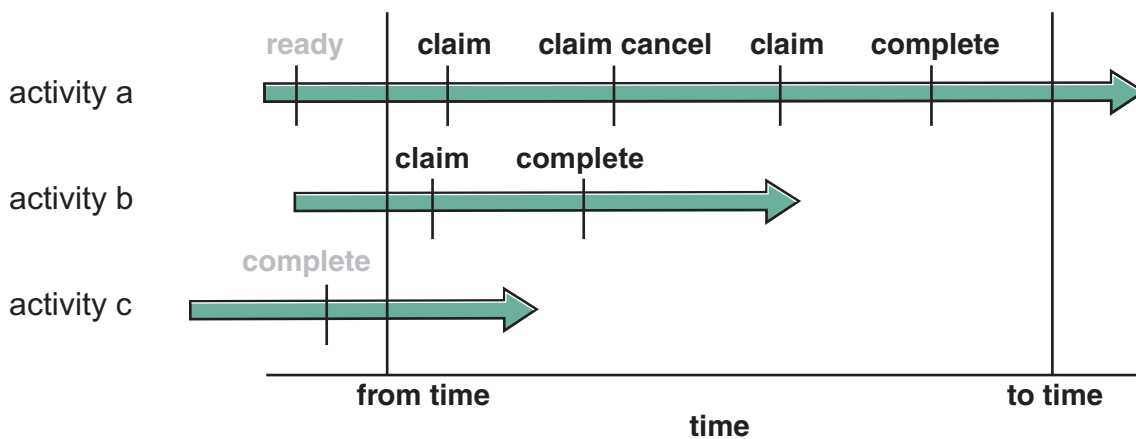 ready claim claim cancel claim complete
activity a
claim complete
activity b
complete
activity c
from time to time
time